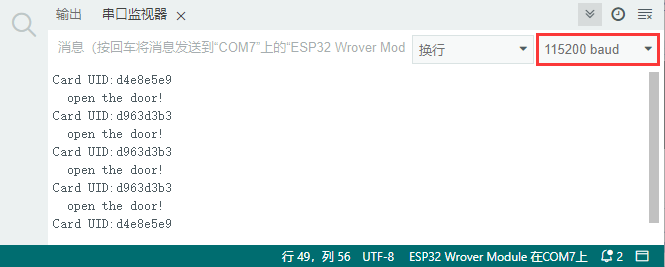 输出 串口监视器
消息（按回车将消息发送到“COM7”上的“ESP32 Wrover Mod 换行 115200 baud
Card UID:d4e8e5e9
open the door!
Card UID:d963d3b3
open the door!
Card UID:d963d3b3
open the door!
Card UID:d963d3b3
open the door!
Card UID:d4e8e5e9
行 49，列 56 UTF-8 ESP32 Wrover Module 在COM7上 2